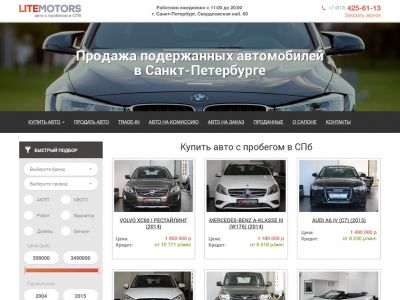 LITEMOTORS
авто с пробегом в СПб
Работаем ежедневно с 11:00 до 20:00
г. Санкт-Петербург, Свердловская наб. 60
+7 (812) 425-61-13
Заказать звонок
Продажа подержанных автомобилей
в Санкт-Петербурге
КУПИТЬ АВТО
ПРОДАТЬ АВТО
TRADE-IN
АВТО НА КОМИССИЮ
АВТО НА ЗАКАЗ
ПРОДАННЫЕ
О САЛОНЕ
КОНТАКТЫ
БЫСТРЫЙ ПОДБОР
Выберите бренд
Выберите привод
АКПП
МКПП
Робот
Вариатор
Дизель
Бензин
Цена (руб):
399000
3490000
Год выпуска:
2004
2015
Купить авто с пробегом в СПб
VOLVO XC60 I РЕСТАЙЛИНГ
(2014)
Цена: 1 950 000 р
Кредит: от 10 771 р/мес
MERCEDES-BENZ A-KLASSE III
(W176) (2014)
Цена: 1 180 000 р
Кредит: от 6 518 р/мес
AUDI A6 IV (C7) (2013)
Цена: 1 490 000 р
Кредит: от 8 230 р/мес